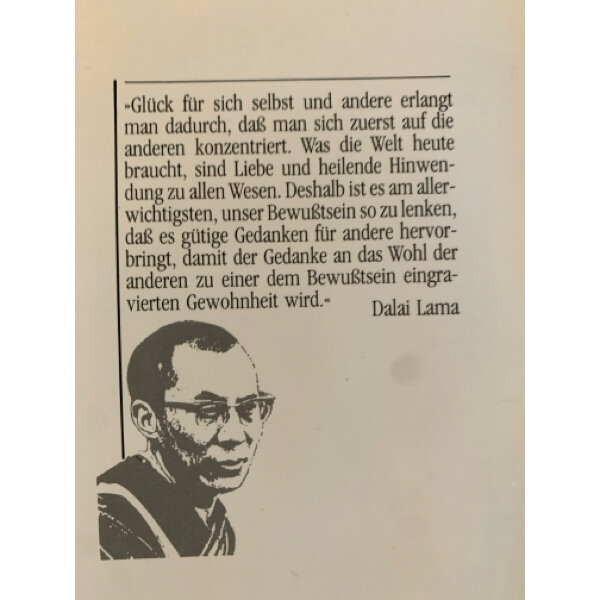 »Glück für sich selbst und andere erlangt
man dadurch, daß man sich zuerst auf die
anderen konzentriert. Was die Welt heute
braucht, sind Liebe und heilende Hinwen-
dung zu allen Wesen. Deshalb ist es am aller-
wichtigsten, unser Bewußtsein so zu lenken,
daß es gütige Gedanken für andere hervor-
bringt, damit der Gedanke an das Wohl der
anderen zu einer dem Bewußtsein eingra-
vierten Gewohnheit wird.«
Dalai Lama